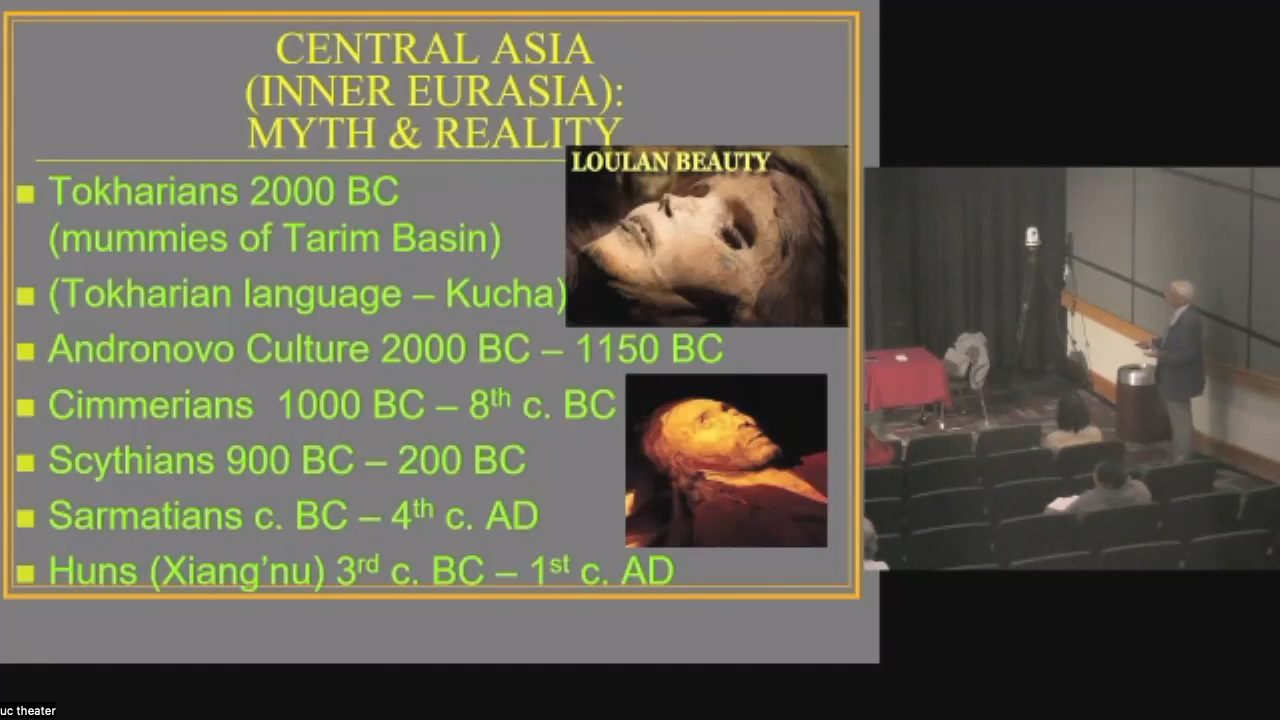 CENTRAL ASIA
(INNER EURASIA):
MYTH & REALITY
LOULAN BEAUTY
■ Tokharians 2000 BC
(mummies of Tarim Basin)
■ (Tokharian language – Kucha)
■ Andronovo Culture 2000 BC – 1150 BC
■ Cimmerians 1000 BC – 8th c. BC
■ Scythians 900 BC – 200 BC
■ Sarmatians c. BC – 4th c. AD
■ Huns (Xiang’nu) 3rd c. BC – 1st c. AD
uc theater